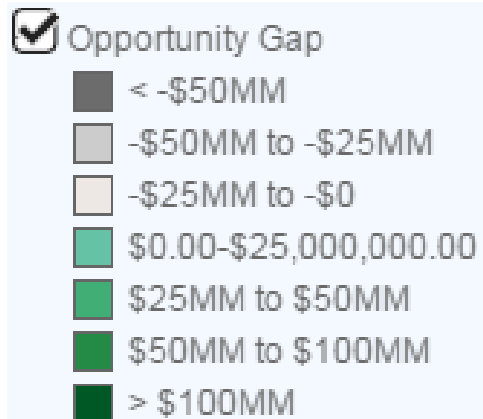 Opportunity Gap
< -$50MM
-$50MM to -$25MM
-$25MM to -$0
$0.00-$25,000,000.00
$25MM to $50MM
$50MM to $100MM
> $100MM